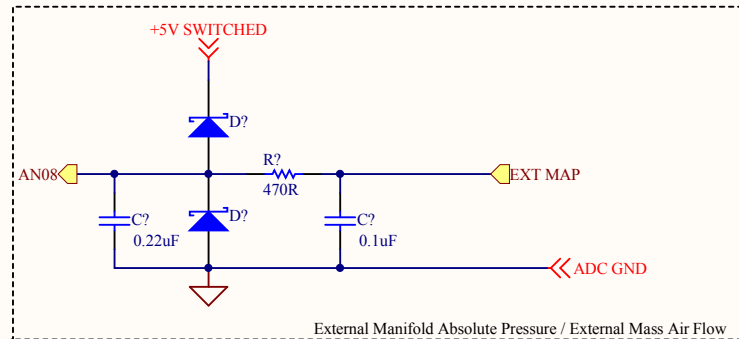 +5V SWITCHED
D?
R?
AN08
470R
EXT MAP
D?
C?
0.22uF
C?
0.1uF
ADC GND
External Manifold Absolute Pressure / External Mass Air Flow